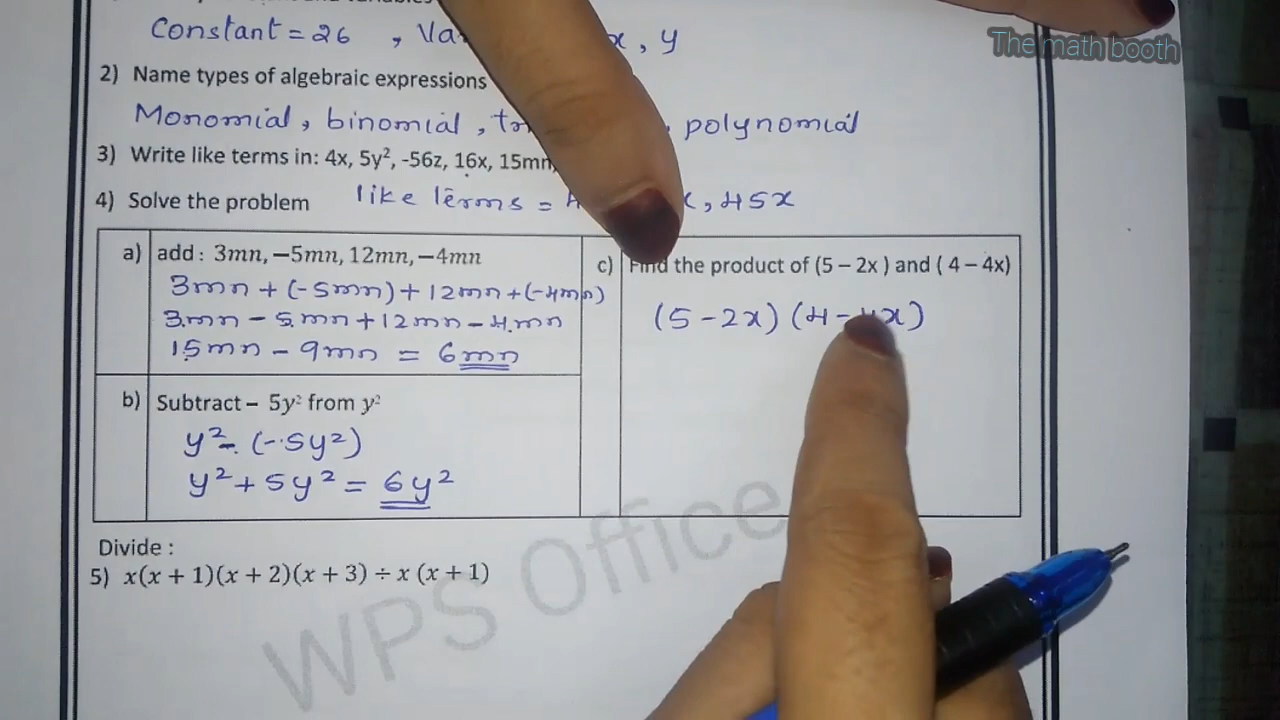 Constant = 26 , Va x , y
The math booth
2) Name types of algebraic expressions
Monomial, binomial, polynomial
3) Write like terms in: 4x, 5y², -56z, 16x, 15mn,
4) Solve the problem like terms = , 45x
a) add : 3mn, −5mn, 12mn, −4mn
3mn + (-5mn) + 12mn + (-4mn)
3mn - 5mn + 12mn - 4mn
15mn - 9mn = 6mn
b) Subtract – 5y² from y²
y² - (-5y²)
y² + 5y² = 6y²
c) Find the product of (5 – 2x ) and ( 4 – 4x)
(5 - 2x) (4 - 4x)
Divide :
5) x(x + 1)(x + 2)(x + 3) ÷ x (x + 1)
WPS Office